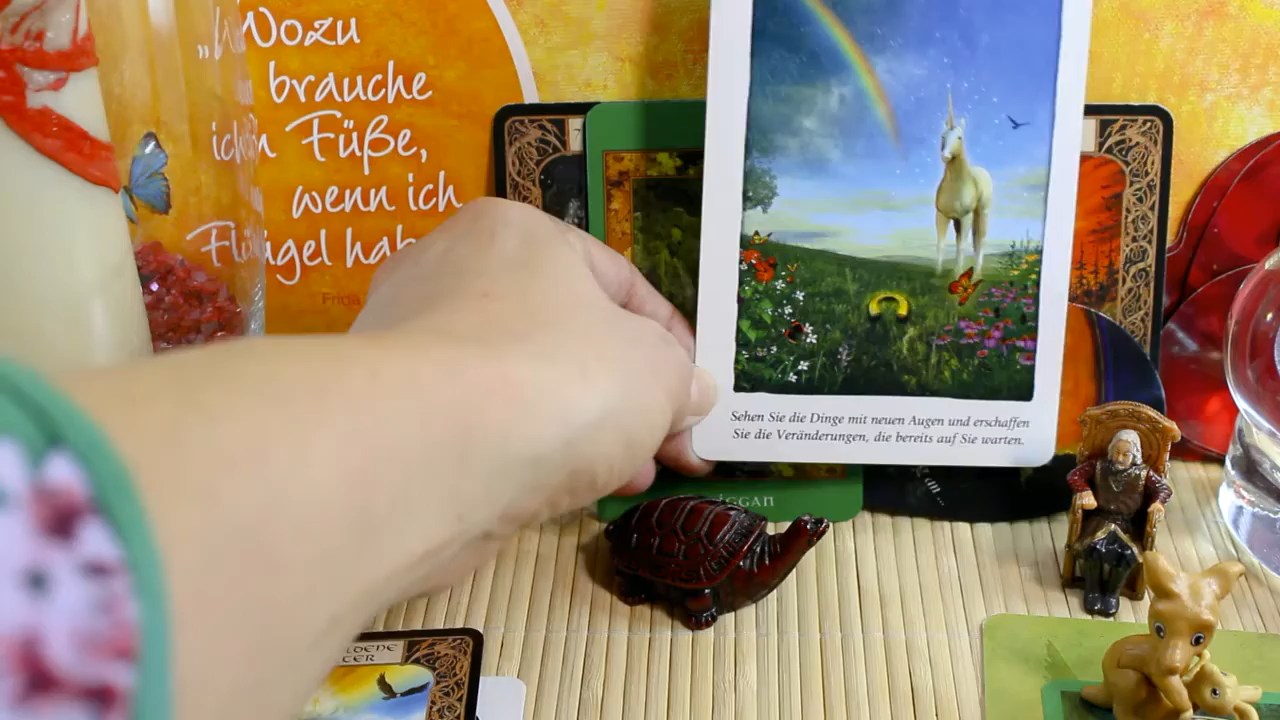 „Wozu
brauche
ich Füße,
wenn ich
Flügel hab
Frida
7
Sehen Sie die Dinge mit neuen Augen und erschaffen
Sie die Veränderungen, die bereits auf Sie warten.